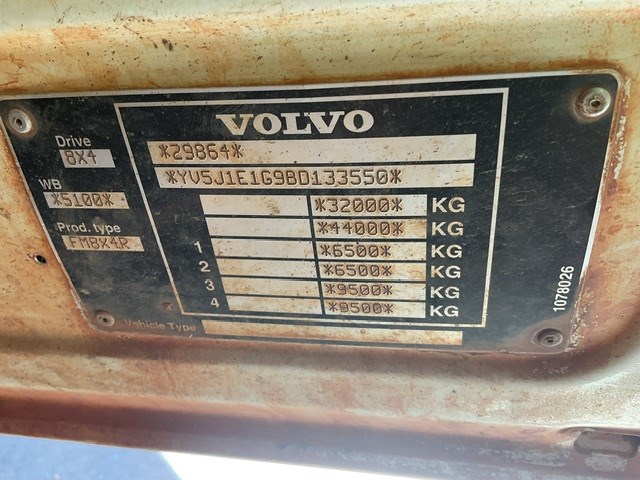 VOLVO
Drive
8X4
*29864*
*YV5J1E1G9BD133550*
WB
*5100*
*32000* KG
Prod. type
*44000* KG
FM8X4R
1 *6500* KG
2 *6500* KG
3 *9500* KG
4 *9500* KG
Vehicle Type
1078026